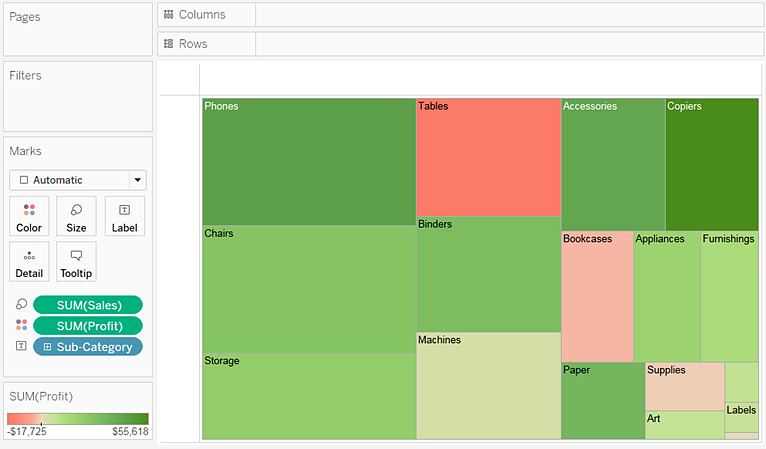 Pages
Columns
Rows
Filters
Marks
Automatic
Color
Size
Label
Detail
Tooltip
SUM(Sales)
SUM(Profit)
Sub-Category
SUM(Profit)
-$17,725
$55,618
Phones
Tables
Accessories
Copiers
Chairs
Binders
Bookcases
Appliances
Furnishings
Storage
Machines
Paper
Supplies
Labels
Art